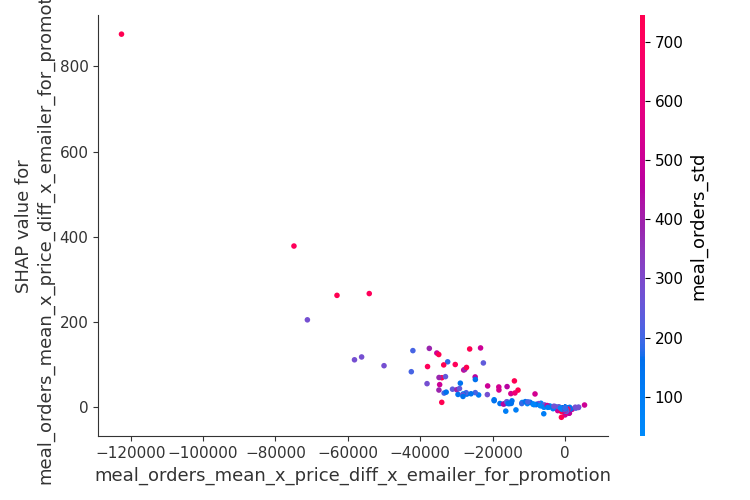 SHAP value for
meal_orders_mean_x_price_diff_x_emailer_for_promot
800
600
400
200
0
−120000 −100000 −80000 −60000 −40000 −20000 0
meal_orders_mean_x_price_diff_x_emailer_for_promotion
700
600
500
400
300
200
100
meal_orders_std